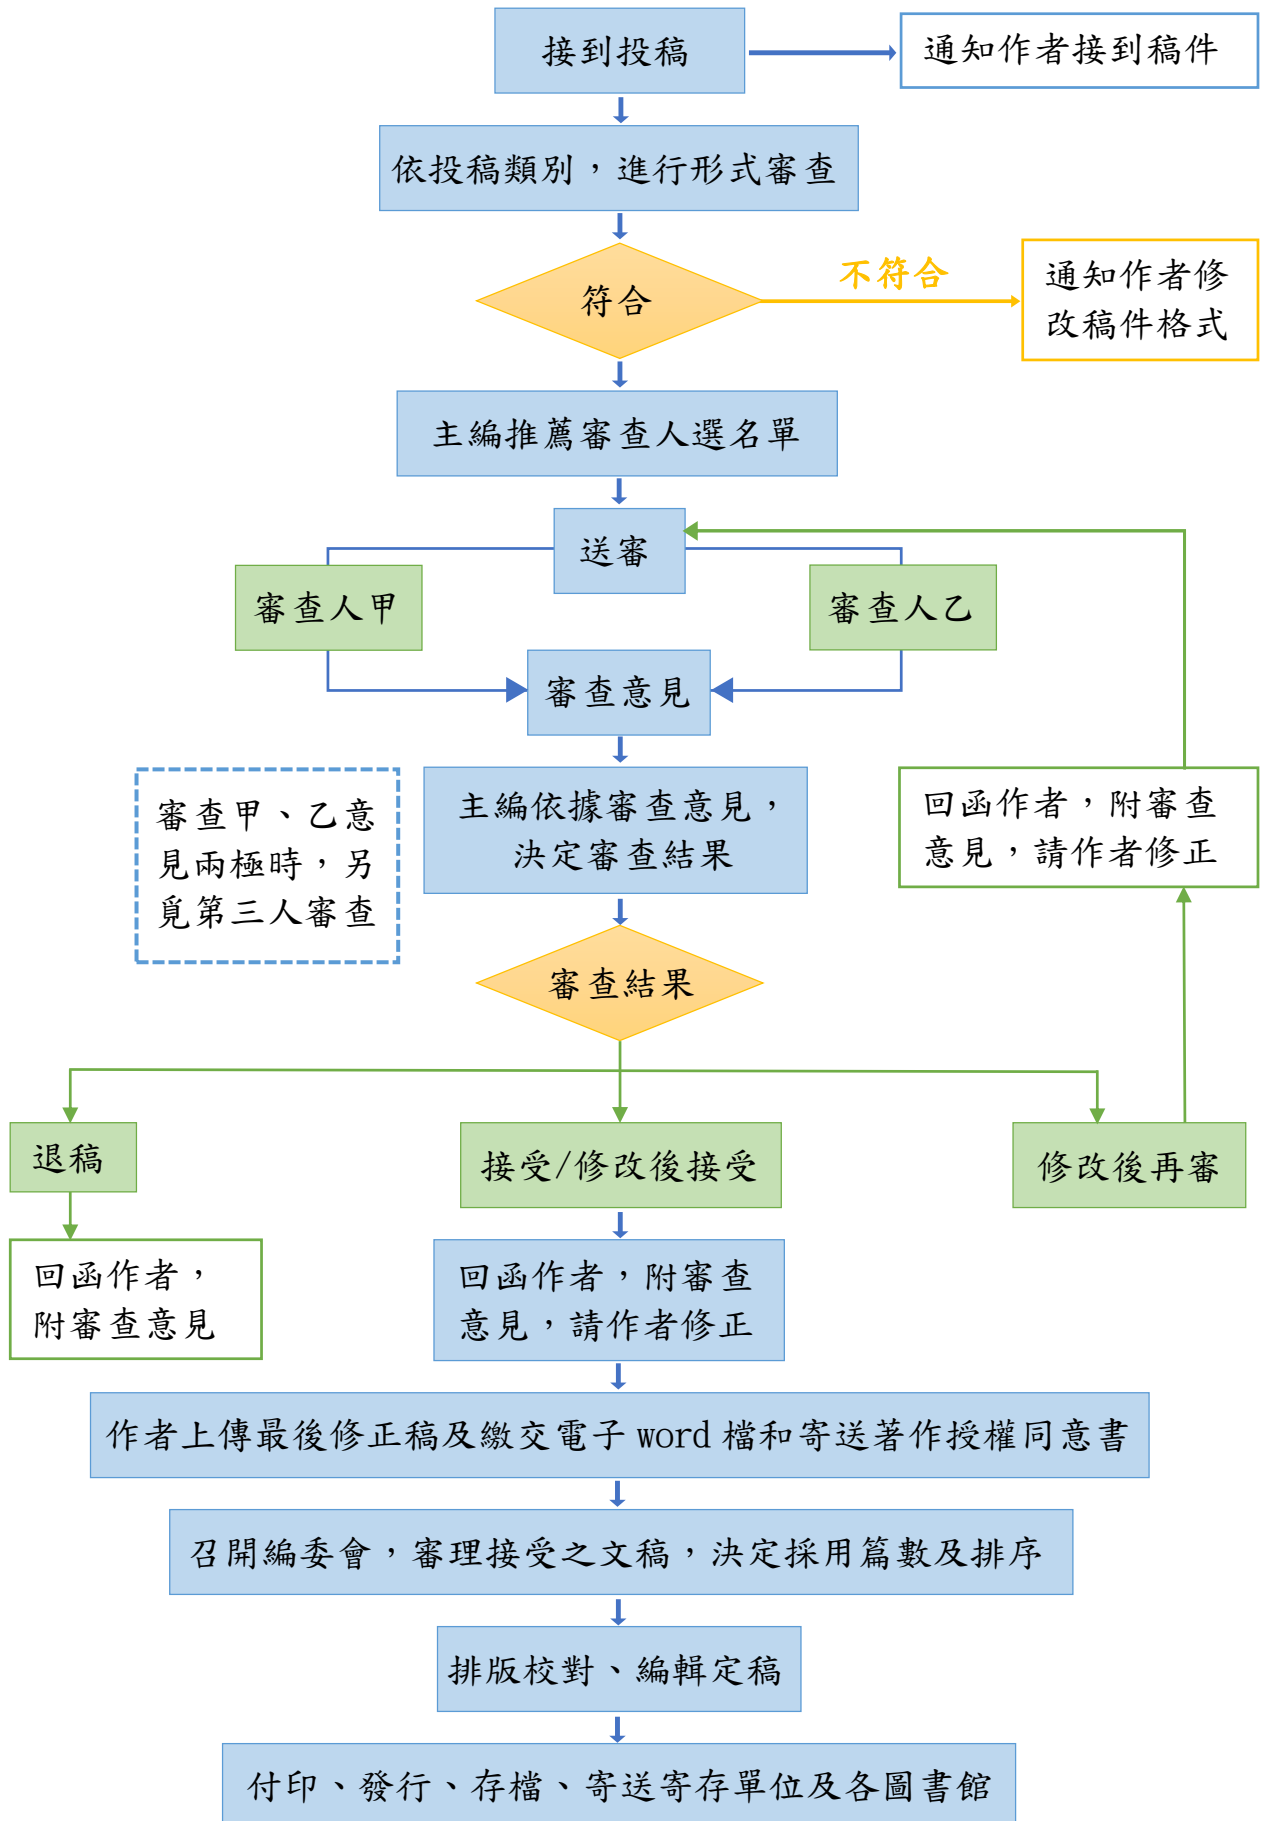 接到投稿
通知作者接到稿件
依投稿類別，進行形式審查
符合
不符合
通知作者修
改稿件格式
主編推薦審查人選名單
送審
審查人甲
審查人乙
審查意見
審查甲、乙意
見兩極時，另
覓第三人審查
主編依據審查意見，
決定審查結果
回函作者，附審查
意見，請作者修正
審查結果
退稿
接受/修改後接受
修改後再審
回函作者，
附審查意見
回函作者，附審查
意見，請作者修正
作者上傳最後修正稿及繳交電子 word 檔和寄送著作授權同意書
召開編委會，審理接受之文稿，決定採用篇數及排序
排版校對、編輯定稿
付印、發行、存檔、寄送寄存單位及各圖書館